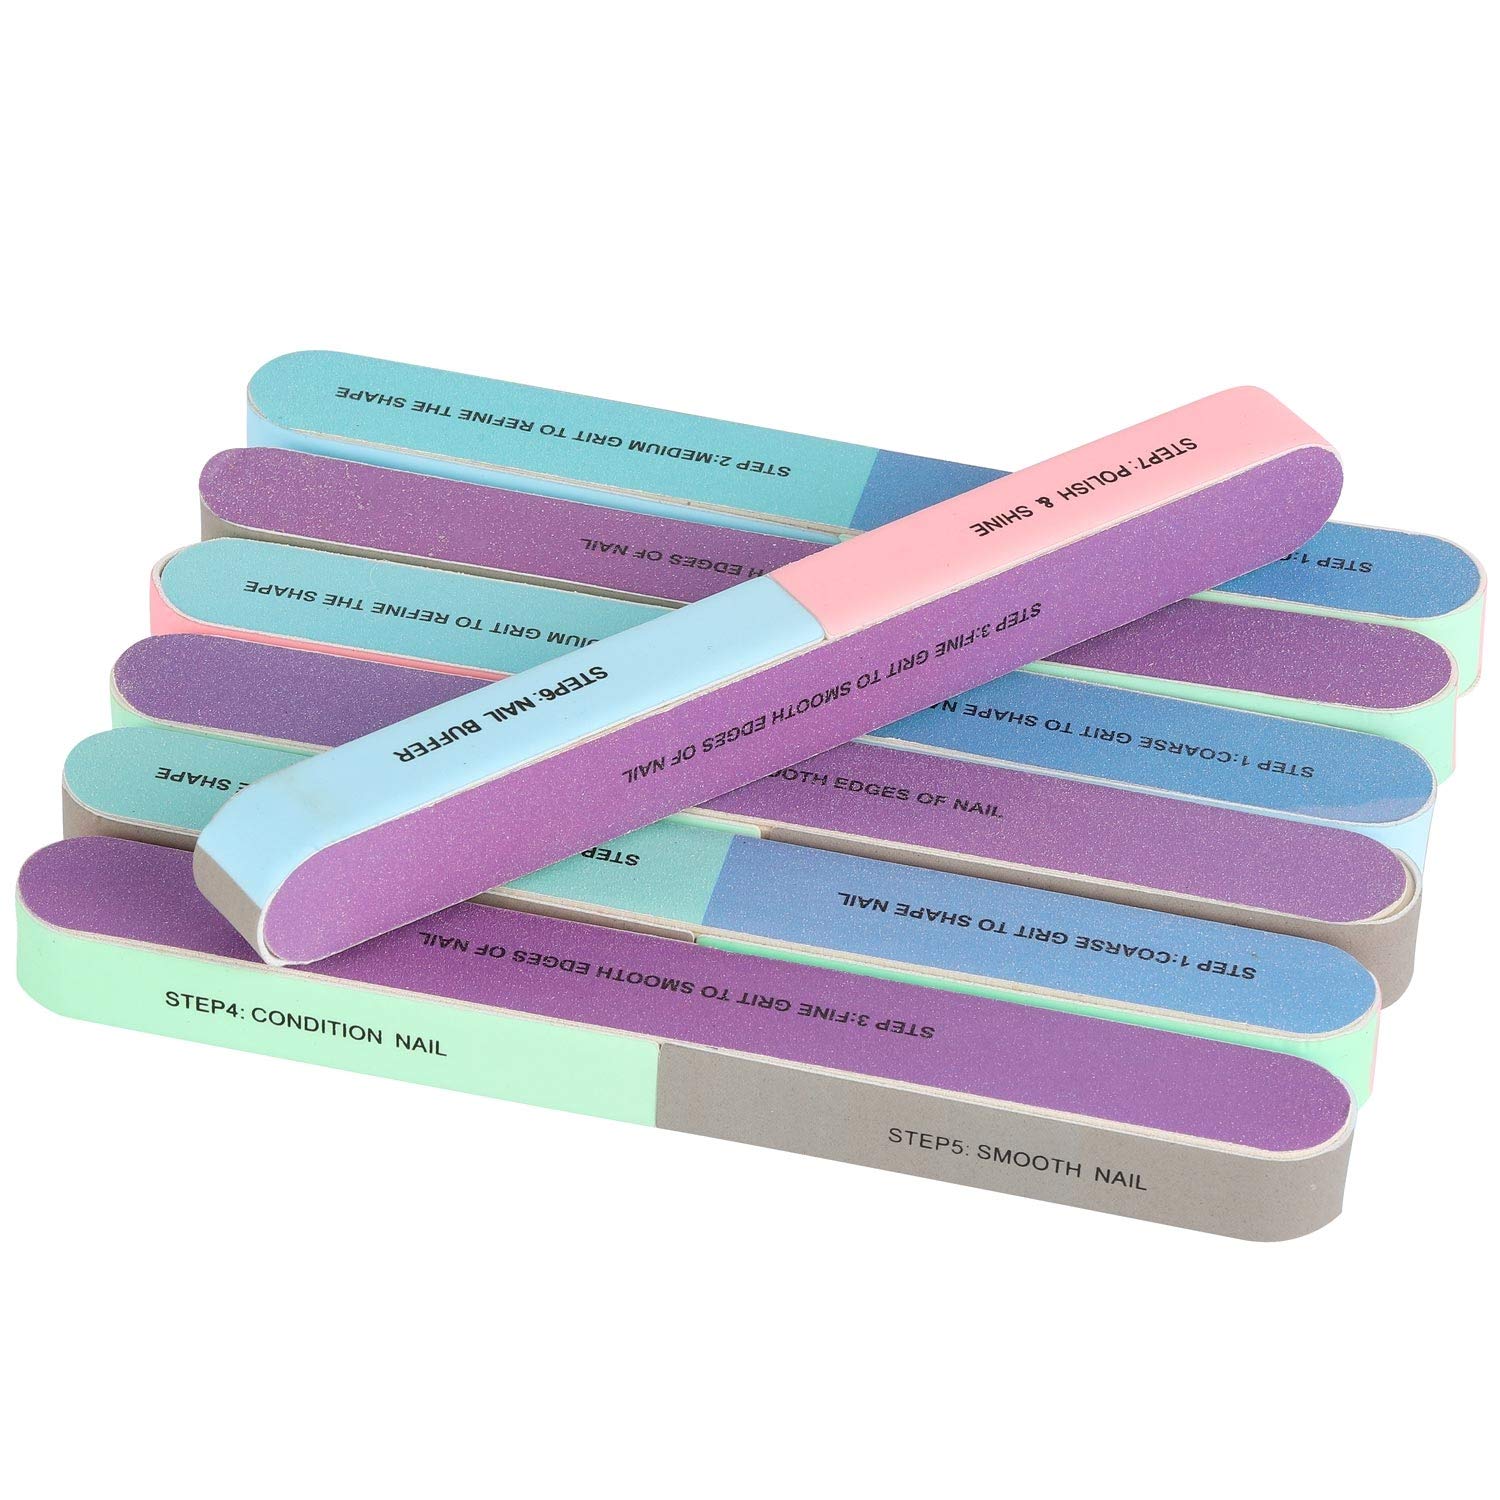 STEP 2:MEDIUM GRIT TO REFINE THE SHAPE
STEP 1:
H EDGES OF NAIL
STEP7: POLISH & SHINE
STEP6: NAIL BUFFER
STEP 3:FINE GRIT TO SMOOTH EDGES OF NAIL
DIUM GRIT TO REFINE THE SHAPE
STEP 1:COARSE GRIT TO SHAPE NA
OOTH EDGES OF NAIL
E SHAPE
STEP
STEP 1:COARSE GRIT TO SHAPE NAIL
STEP 3:FINE GRIT TO SMOOTH EDGES OF NAIL
STEP4: CONDITION NAIL
STEP5: SMOOTH NAIL